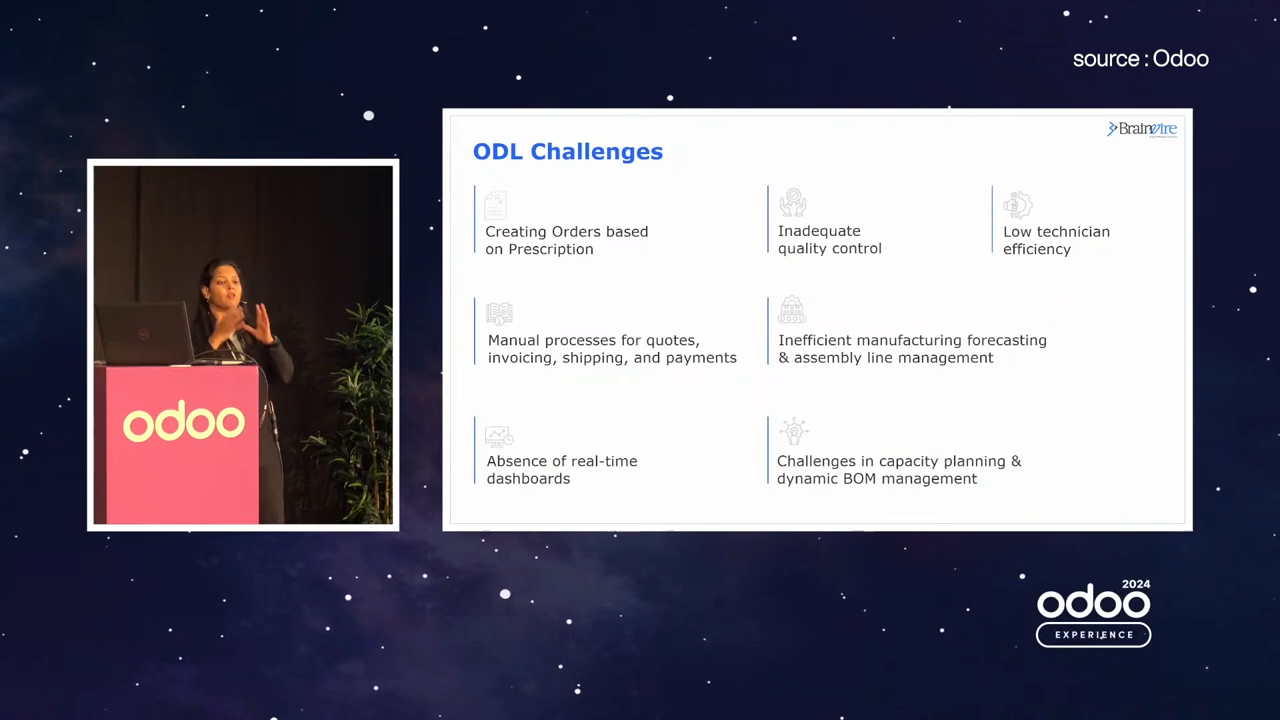 source : Odoo
Brainvire
ODL Challenges
Creating Orders based
on Prescription
Inadequate
quality control
Low technician
efficiency
Manual processes for quotes,
invoicing, shipping, and payments
Inefficient manufacturing forecasting
& assembly line management
Absence of real-time
dashboards
Challenges in capacity planning &
dynamic BOM management
odoo
2024
odoo
EXPERIENCE